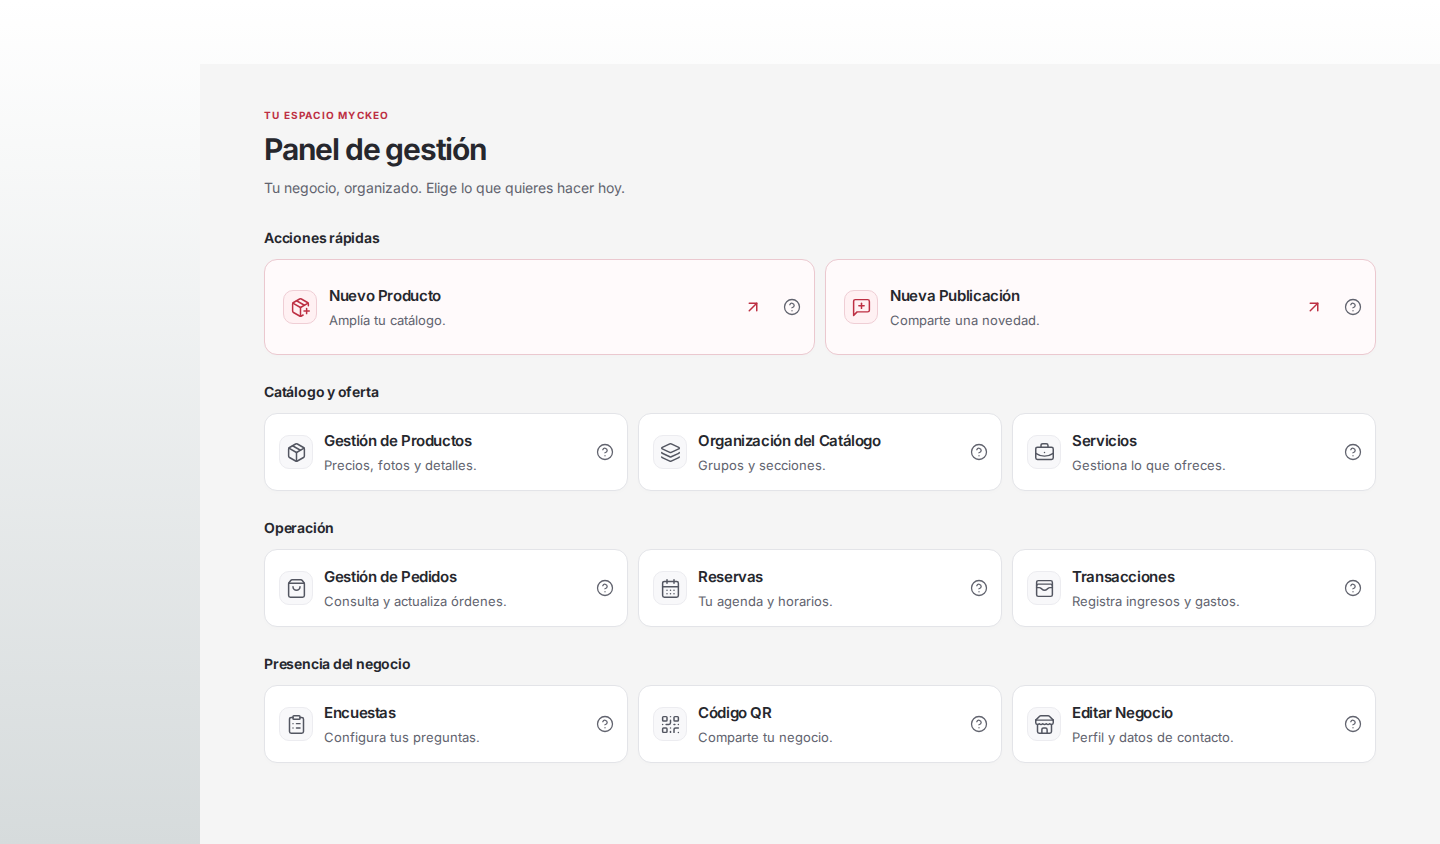 TU ESPACIO MYCKEO
Panel de gestión
Tu negocio, organizado. Elige lo que quieres hacer hoy.
Acciones rápidas
Nuevo Producto
Amplía tu catálogo.
Nueva Publicación
Comparte una novedad.
Catálogo y oferta
Gestión de Productos
Precios, fotos y detalles.
Organización del Catálogo
Grupos y secciones.
Servicios
Gestiona lo que ofreces.
Operación
Gestión de Pedidos
Consulta y actualiza órdenes.
Reservas
Tu agenda y horarios.
Transacciones
Registra ingresos y gastos.
Presencia del negocio
Encuestas
Configura tus preguntas.
Código QR
Comparte tu negocio.
Editar Negocio
Perfil y datos de contacto.